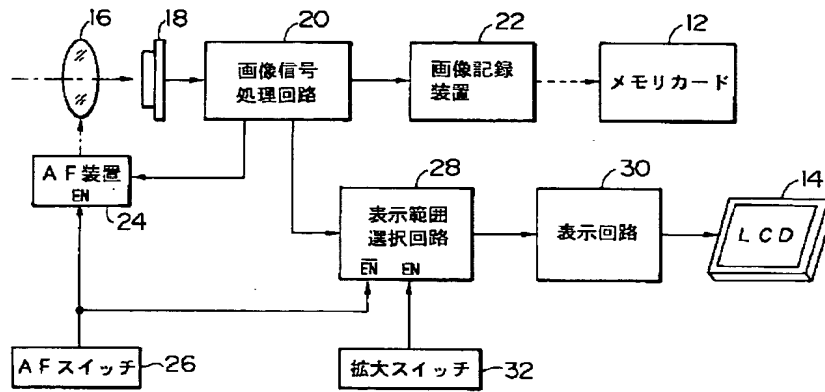 16
18
20
22
12
画像信号
処理回路
画像記録
装置
メモリカード
AF装置
EN
24
28
30
14
表示範囲
選択回路
E̅N̅ EN
表示回路
LCD
AFスイッチ
26
拡大スイッチ
32